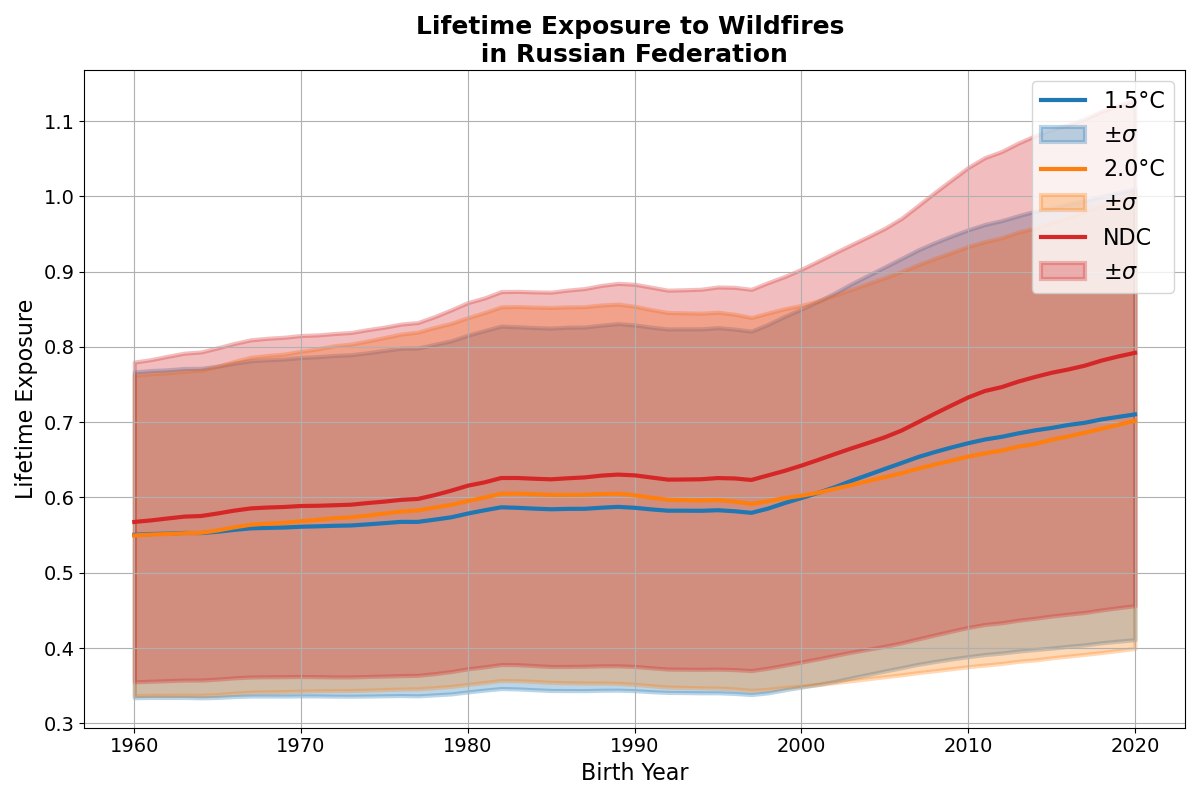 Lifetime Exposure to Wildfires
in Russian Federation
1.5°C
±σ
2.0°C
±σ
NDC
±σ
Lifetime Exposure
1.1
1.0
0.9
0.8
0.7
0.6
0.5
0.4
0.3
1960 1970 1980 1990 2000 2010 2020
Birth Year